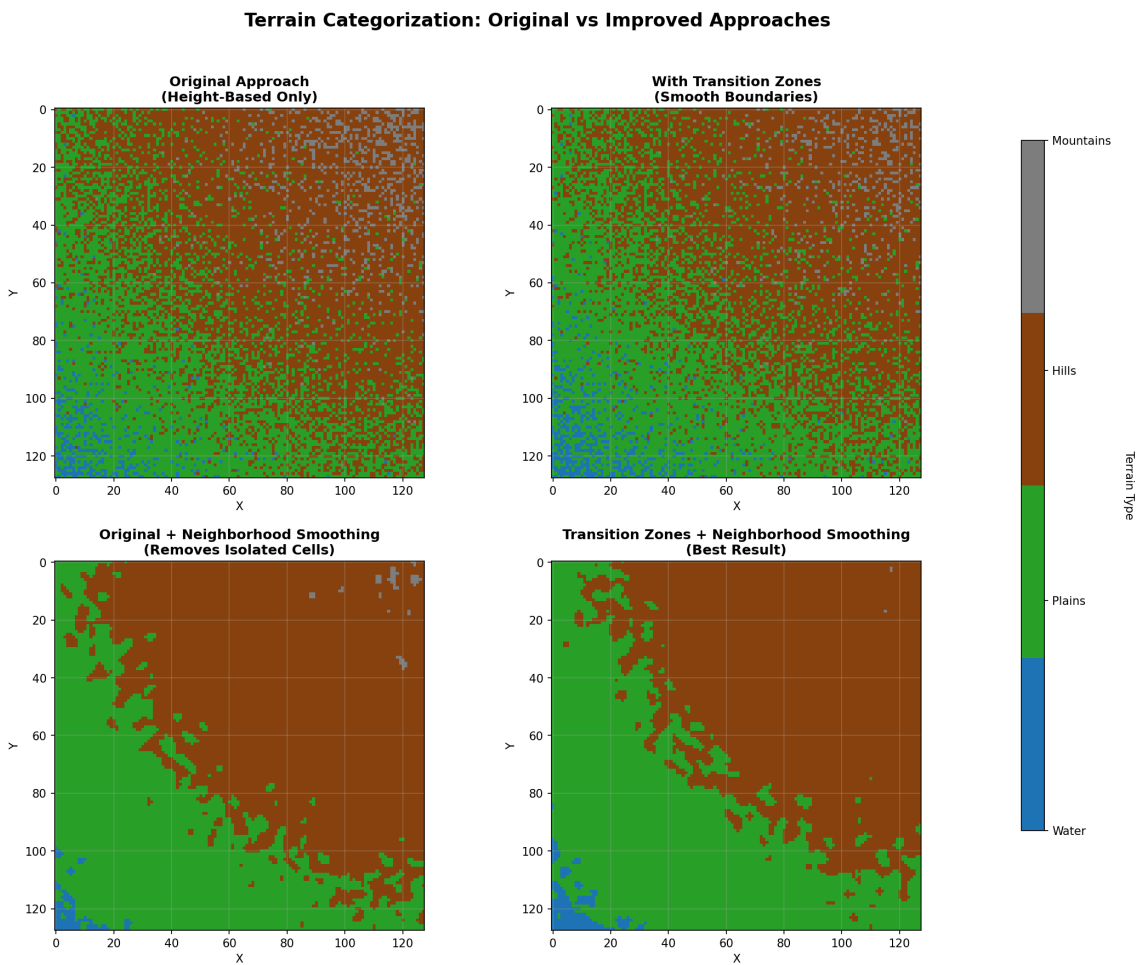 Terrain Categorization: Original vs Improved Approaches
Original Approach
(Height-Based Only)
0
20
40
60
80
100
120
Y
0 20 40 60 80 100 120
X
With Transition Zones
(Smooth Boundaries)
0
20
40
60
80
100
120
Y
0 20 40 60 80 100 120
X
Original + Neighborhood Smoothing
(Removes Isolated Cells)
0
20
40
60
80
100
120
Y
0 20 40 60 80 100 120
X
Transition Zones + Neighborhood Smoothing
(Best Result)
0
20
40
60
80
100
120
Y
0 20 40 60 80 100 120
X
Mountains
Hills
Plains
Water
Terrain Type